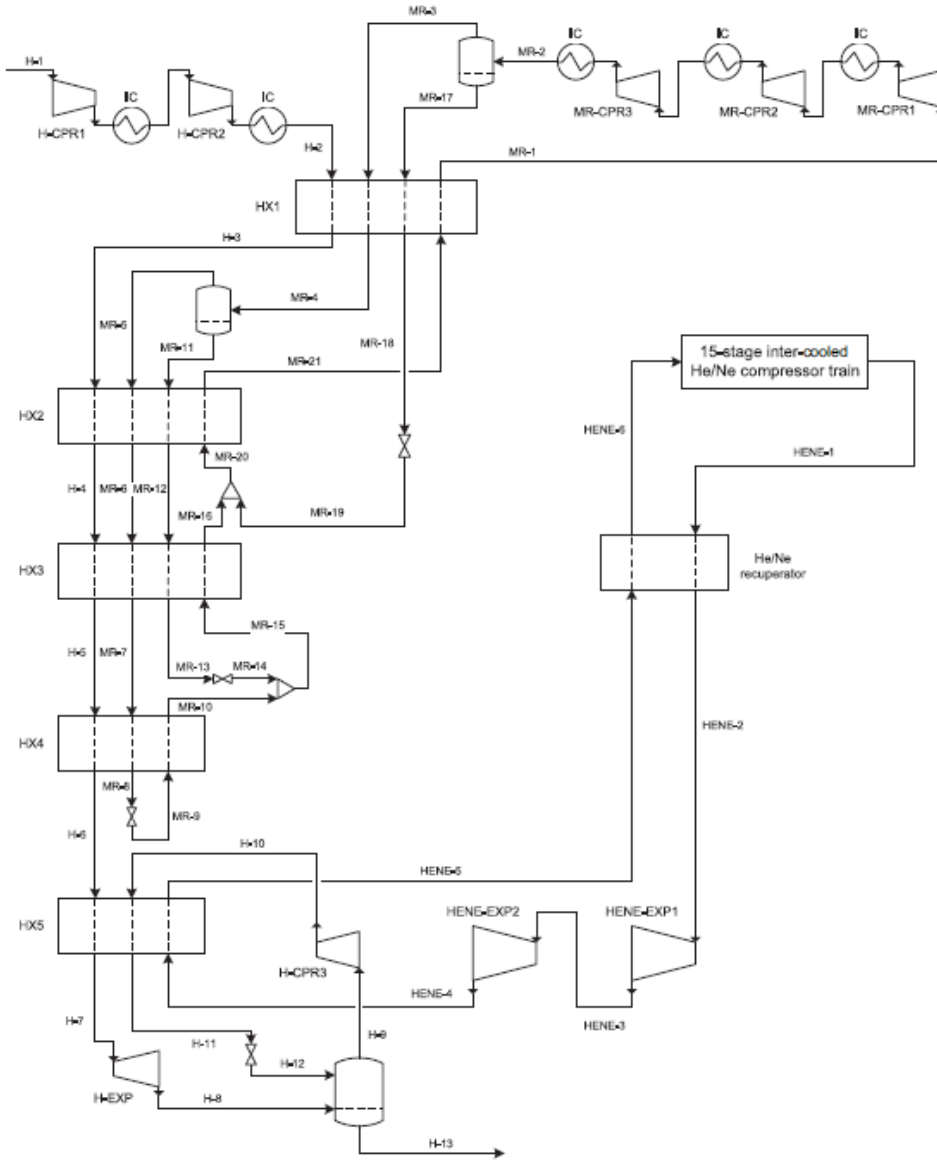 MR-3
IC
IC
IC
H-1
MR-2
IC
MR-17
IC
MR-CPR3
MR-CPR2
MR-CPR1
H-CPR1
H-CPR2
H-2
MR-1
HX1
H-3
MR-4
MR-5
MR-11
MR-18
MR-21
15-stage inter-cooled
He/Ne compressor train
HX2
HENE-6
MR-20
HENE-1
H-4
MR-6
MR-12
MR-16
MR-19
HX3
He/Ne
recuperator
MR-15
H-5
MR-7
MR-13
MR-14
MR-10
HENE-2
HX4
MR-8
MR-9
H-6
H-10
HENE-5
HENE-EXP2
HENE-EXP1
HX5
H-CPR3
HENE-4
H-7
H-9
HENE-3
H-11
H-12
H-EXP
H-8
H-13